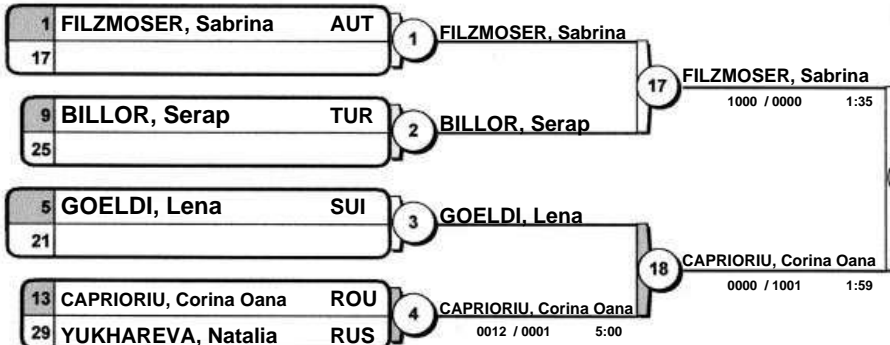 1 FILZMOSER, Sabrina AUT
17
1
FILZMOSER, Sabrina
9 BILLOR, Serap TUR
25
2
BILLOR, Serap
17
FILZMOSER, Sabrina
1000 / 0000 1:35
5 GOELDI, Lena SUI
21
3
GOELDI, Lena
13 CAPRIORIU, Corina Oana ROU
29 YUKHAREVA, Natalia RUS
4
CAPRIORIU, Corina Oana
0012 / 0001 5:00
18
CAPRIORIU, Corina Oana
0000 / 1001 1:59